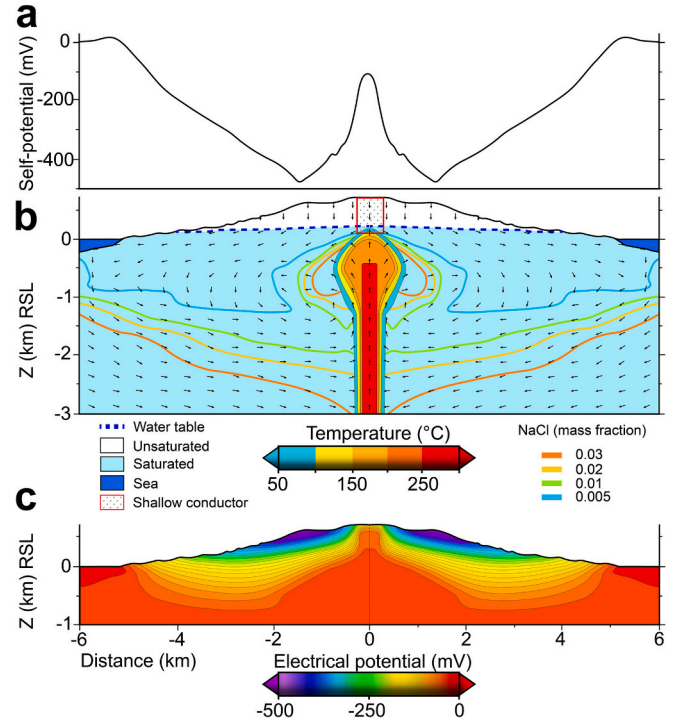 a
Self-potential (mV)
0
-200
-400
b
Z (km) RSL
0
-1
-2
-3
Water table
Unsaturated
Saturated
Sea
Shallow conductor
Temperature (°C)
50 150 250
NaCl (mass fraction)
0.03
0.02
0.01
0.005
c
Z (km) RSL
0
-1
-6 -4 -2 0 2 4 6
Distance (km)
Electrical potential (mV)
-500 -250 0